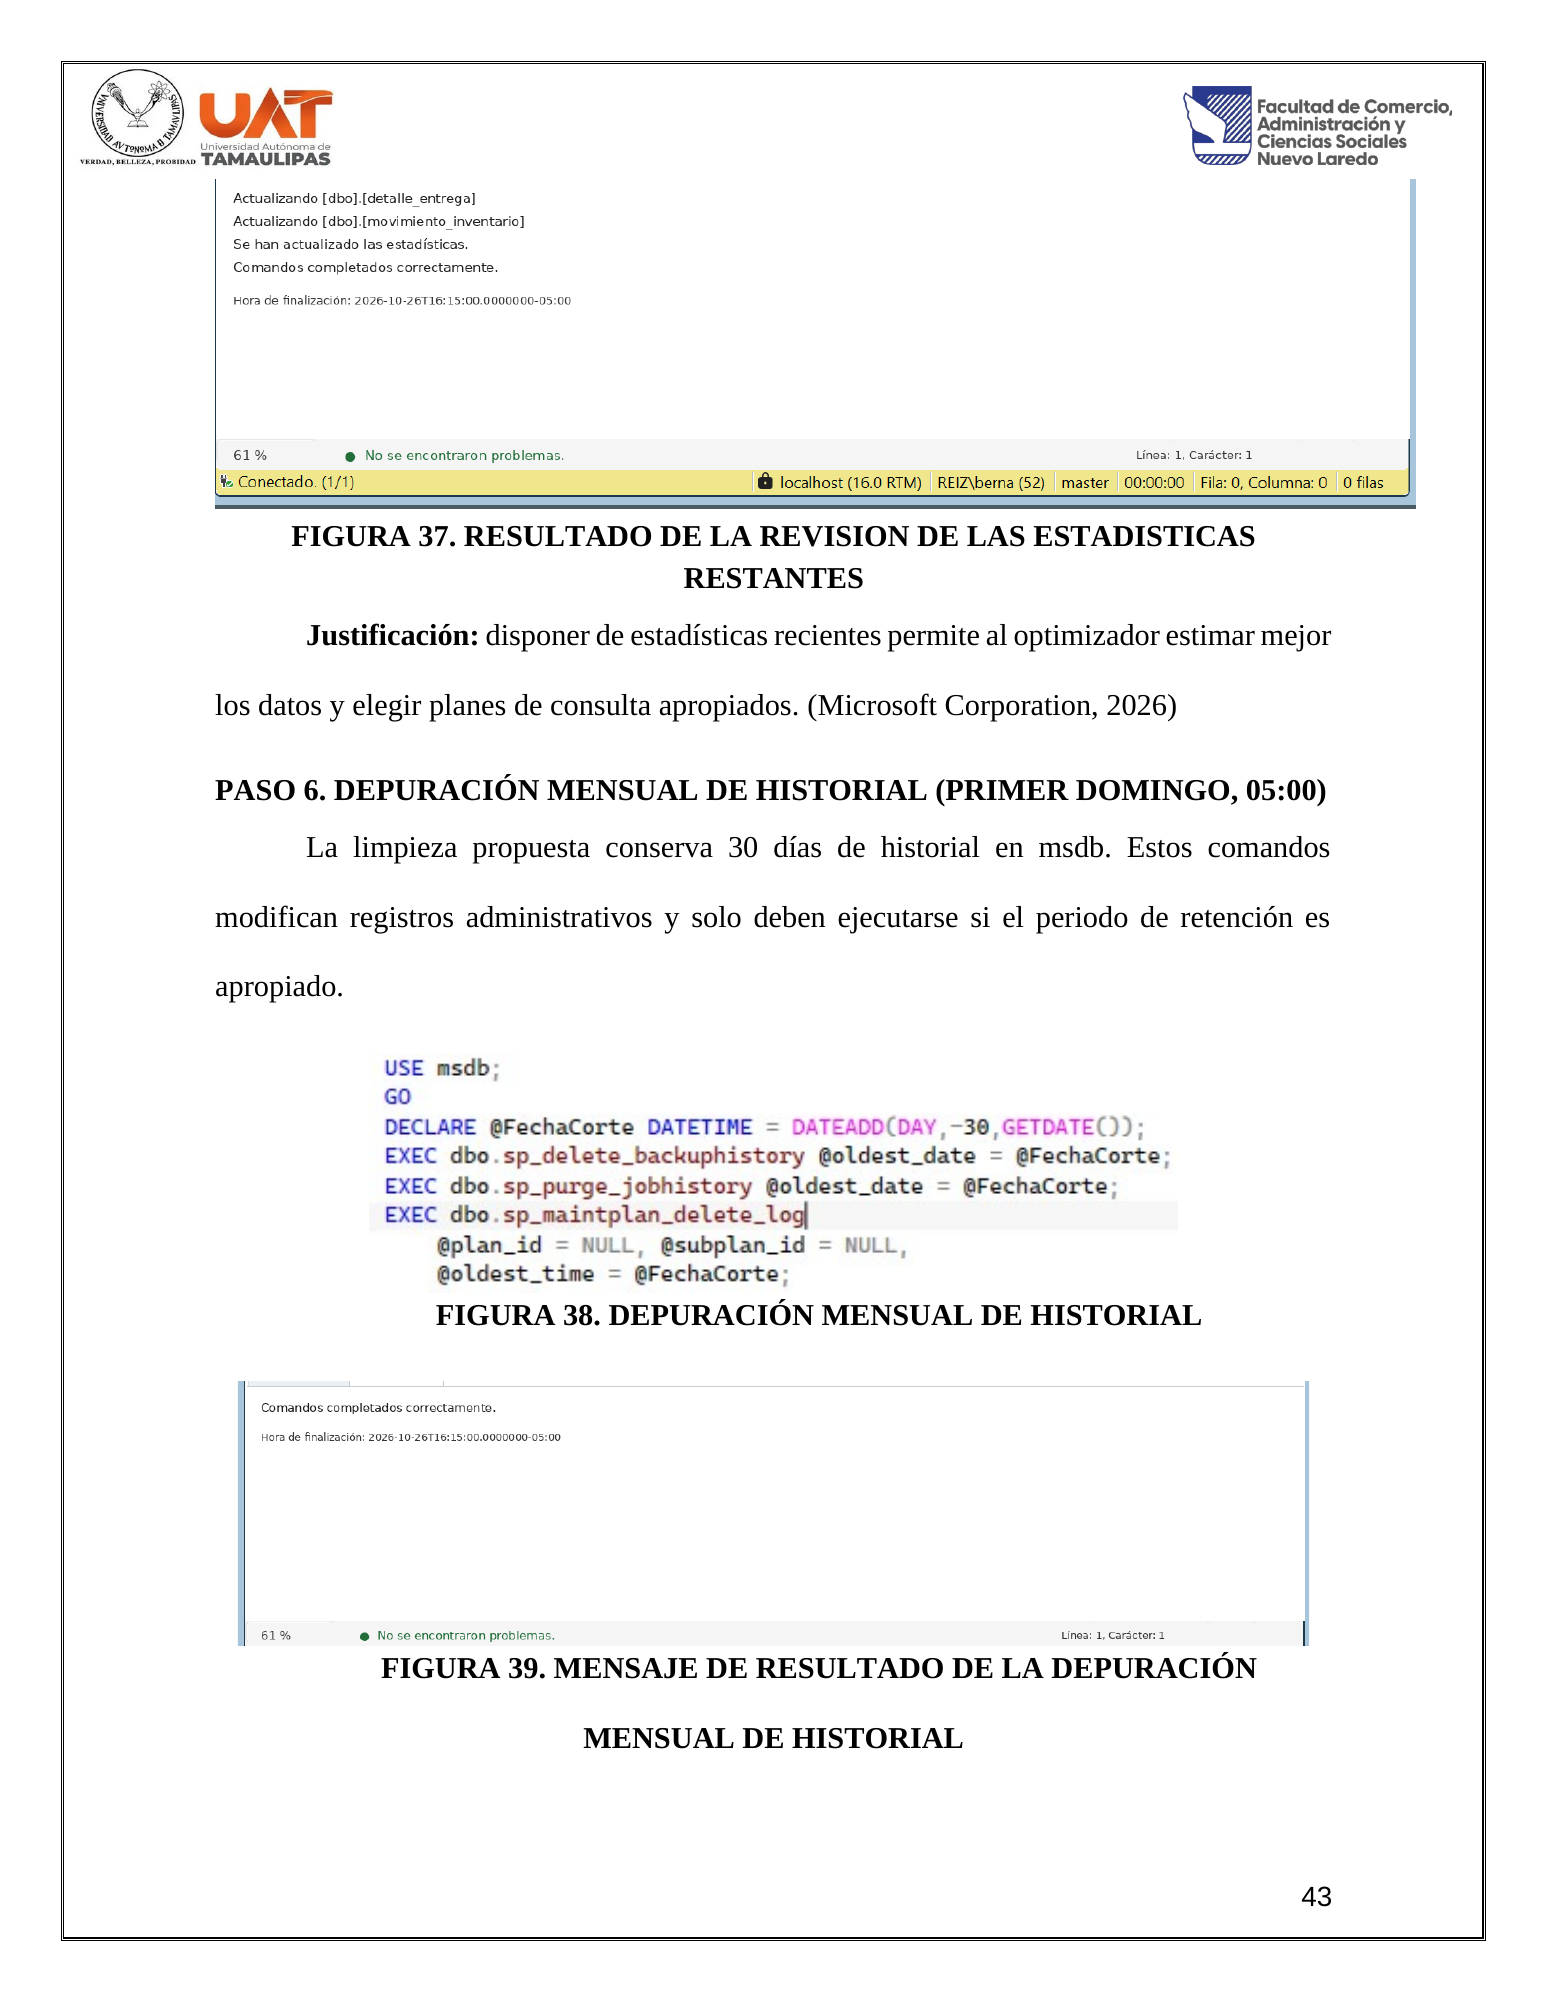 UNIVERSIDAD AUTONOMA DE TAMAULIPAS
VERDAD, BELLEZA, PROBIDAD
UAT
Universidad Autónoma de
TAMAULIPAS
Facultad de Comercio,
Administración y
Ciencias Sociales
Nuevo Laredo
Actualizando [dbo].[detalle_entrega]
Actualizando [dbo].[movimiento_inventario]
Se han actualizado las estadísticas.
Comandos completados correctamente.
Hora de finalización: 2026-10-26T16:15:00.0000000-05:00
61 % No se encontraron problemas. Línea: 1, Carácter: 1
Conectado. (1/1) localhost (16.0 RTM) REIZ\berna (52) master 00:00:00 Fila: 0, Columna: 0 0 filas
FIGURA 37. RESULTADO DE LA REVISION DE LAS ESTADISTICAS
RESTANTES
Justificación: disponer de estadísticas recientes permite al optimizador estimar mejor
los datos y elegir planes de consulta apropiados. (Microsoft Corporation, 2026)
PASO 6. DEPURACIÓN MENSUAL DE HISTORIAL (PRIMER DOMINGO, 05:00)
La limpieza propuesta conserva 30 días de historial en msdb. Estos comandos
modifican registros administrativos y solo deben ejecutarse si el periodo de retención es
apropiado.
USE msdb;
GO
DECLARE @FechaCorte DATETIME = DATEADD(DAY,-30,GETDATE());
EXEC dbo.sp_delete_backuphistory @oldest_date = @FechaCorte;
EXEC dbo.sp_purge_jobhistory @oldest_date = @FechaCorte;
EXEC dbo.sp_maintplan_delete_log
@plan_id = NULL, @subplan_id = NULL,
@oldest_time = @FechaCorte;
FIGURA 38. DEPURACIÓN MENSUAL DE HISTORIAL
Comandos completados correctamente.
Hora de finalización: 2026-10-26T16:15:00.0000000-05:00
61 % No se encontraron problemas. Línea: 1, Carácter: 1
FIGURA 39. MENSAJE DE RESULTADO DE LA DEPURACIÓN
MENSUAL DE HISTORIAL
43